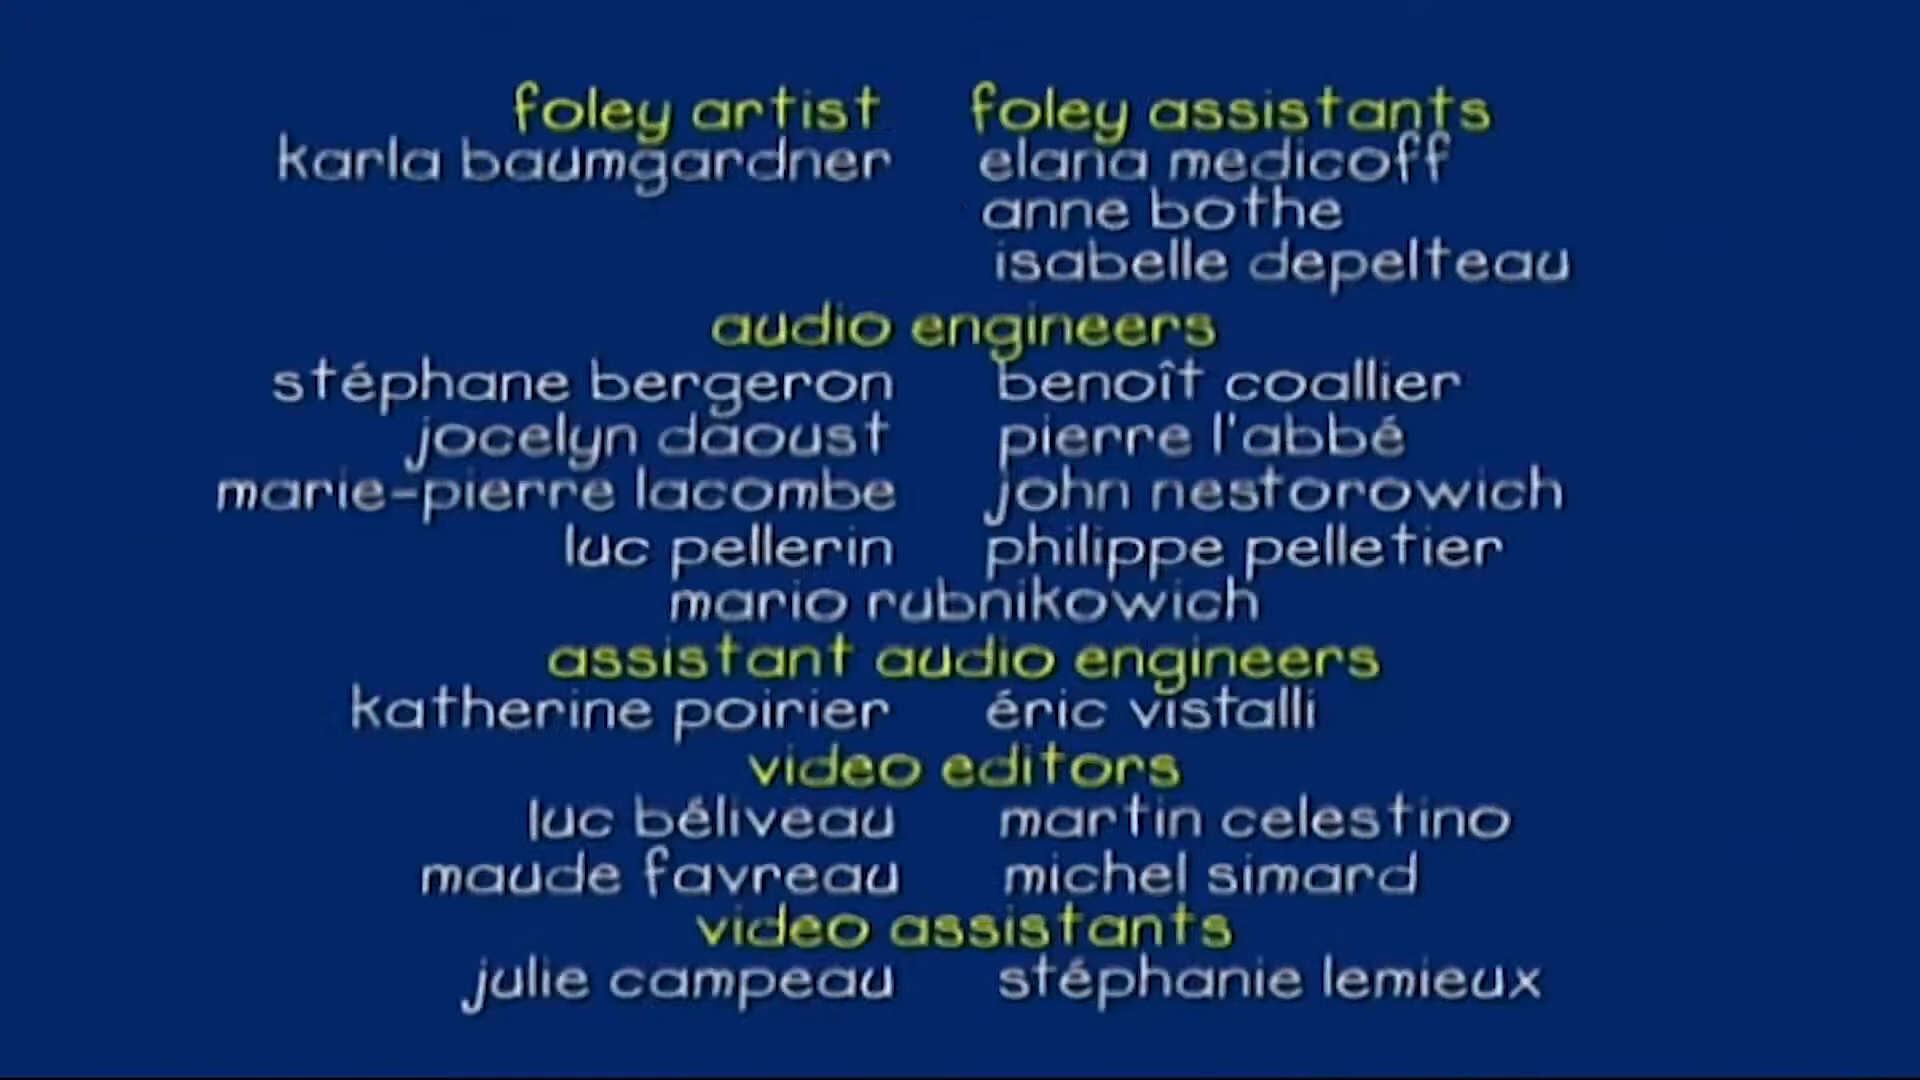 foley artist foley assistants
karla baumgardner elana medicoff
anne bothe
isabelle depelteau
audio engineers
stéphane bergeron benoît coallier
jocelyn daoust pierre l'abbé
marie-pierre lacombe john nestorowich
luc pellerin philippe pelletier
mario rubnikowich
assistant audio engineers
katherine poirier éric vistalli
video editors
luc béliveau martin celestino
maude favreau michel simard
video assistants
julie campeau stéphanie lemieux